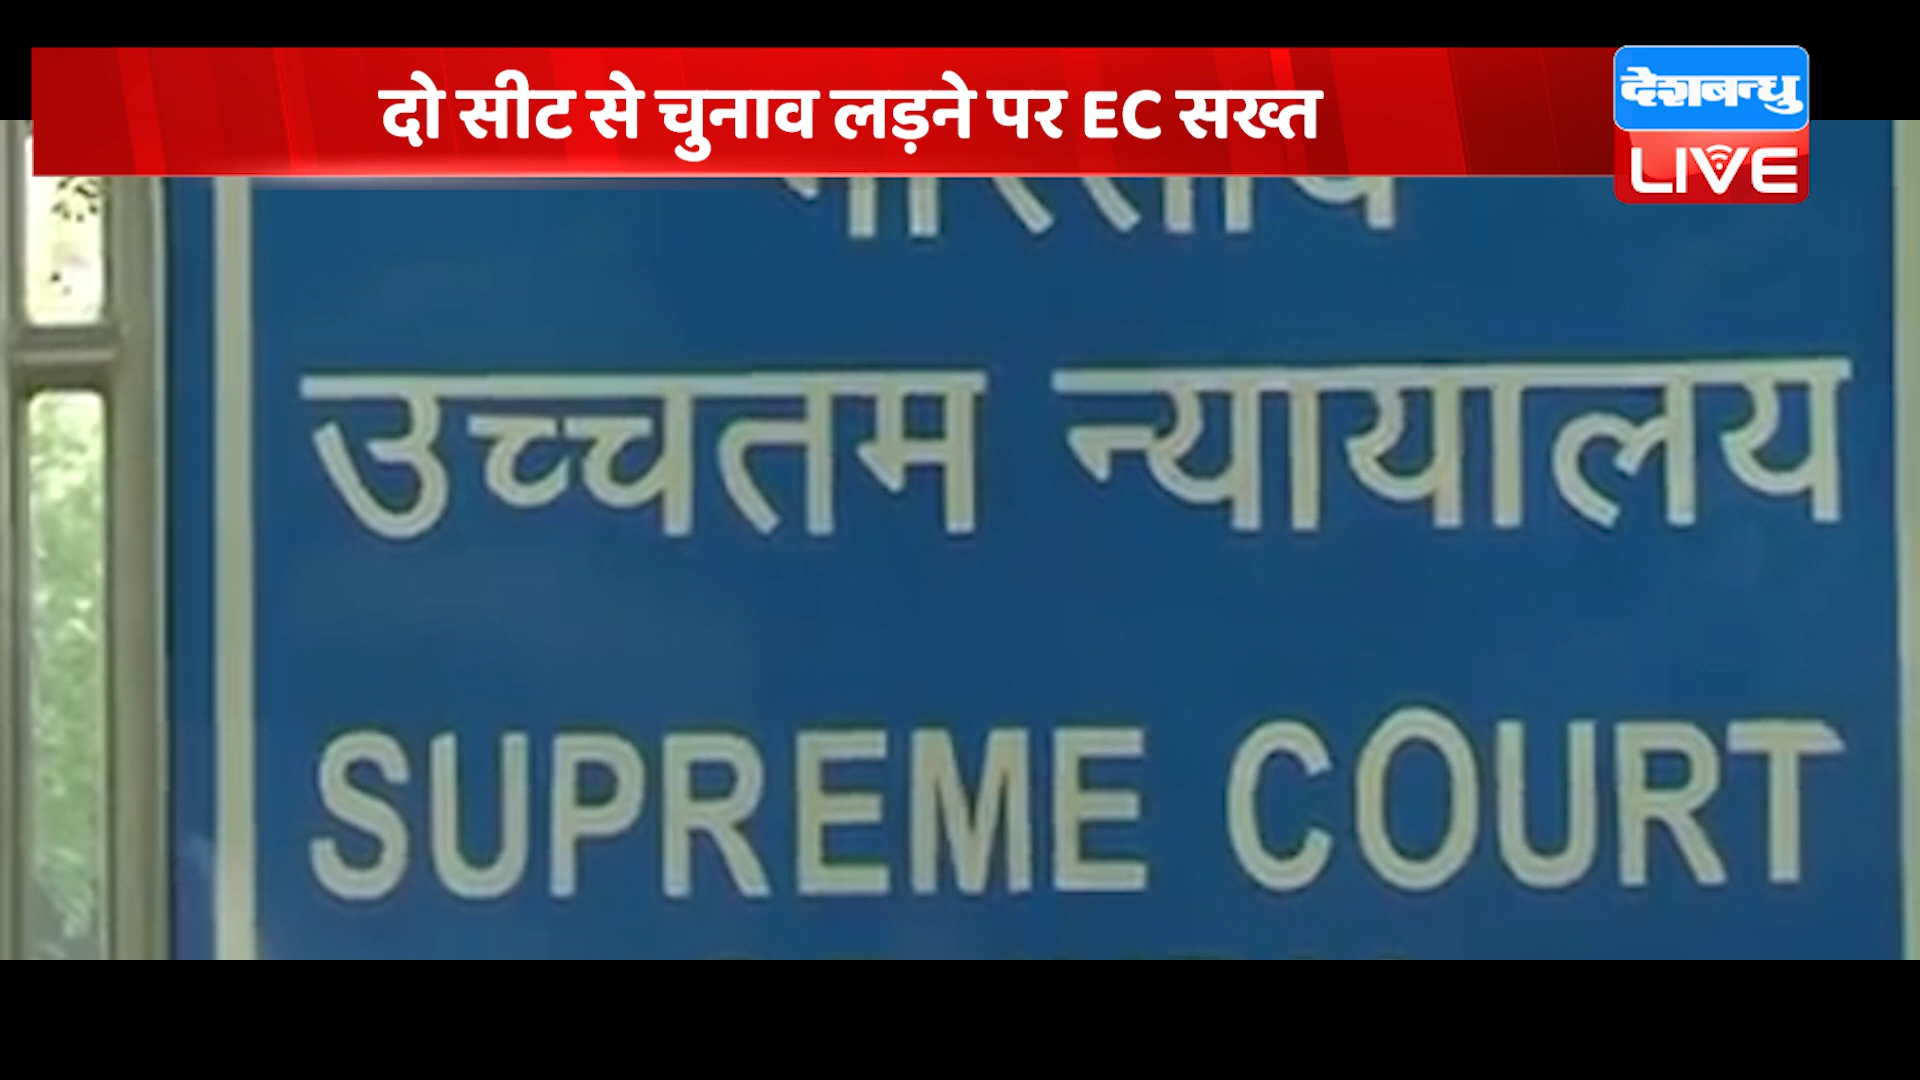 दो सीट से चुनाव लड़ने पर EC सख्त
देशबन्धु
LIVE
उच्चतम न्यायालय
SUPREME COURT